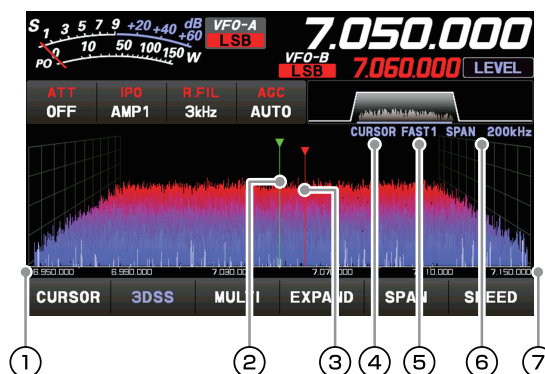 S 1 3 5 7 9 +20 +40 +60 dB
PO 0 10 50 100 150 W
VFO-A
LSB
7.050.000
VFO-B
LSB
7.060.000
LEVEL
ATT IPO R.FIL AGC
OFF AMP1 3kHz AUTO
CURSOR FAST1 SPAN 200kHz
6.950.000 6.990.000 7.030.000 7.070.000 7.110.000 7.150.000
CURSOR 3DSS MULTI EXPAND SPAN SPEED
1 2 3 4 5 6 7